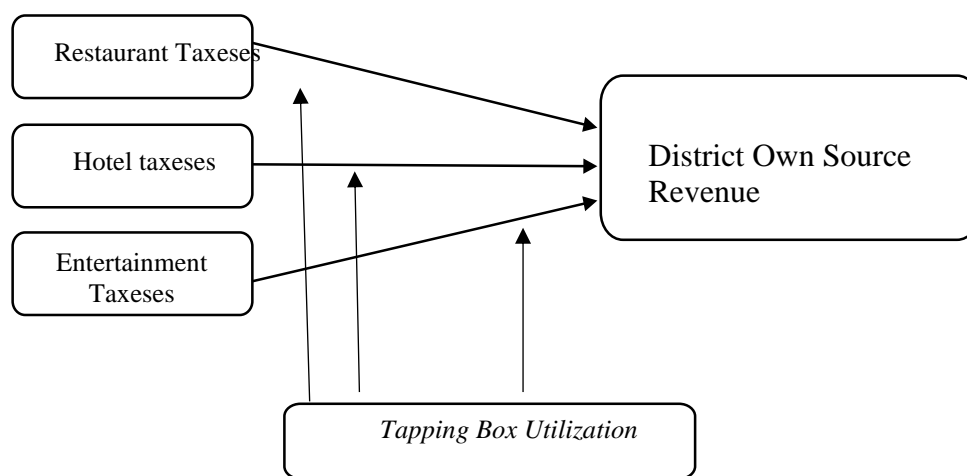 Restaurant Taxeses
Hotel taxeses
Entertainment
Taxeses
District Own Source
Revenue
Tapping Box Utilization